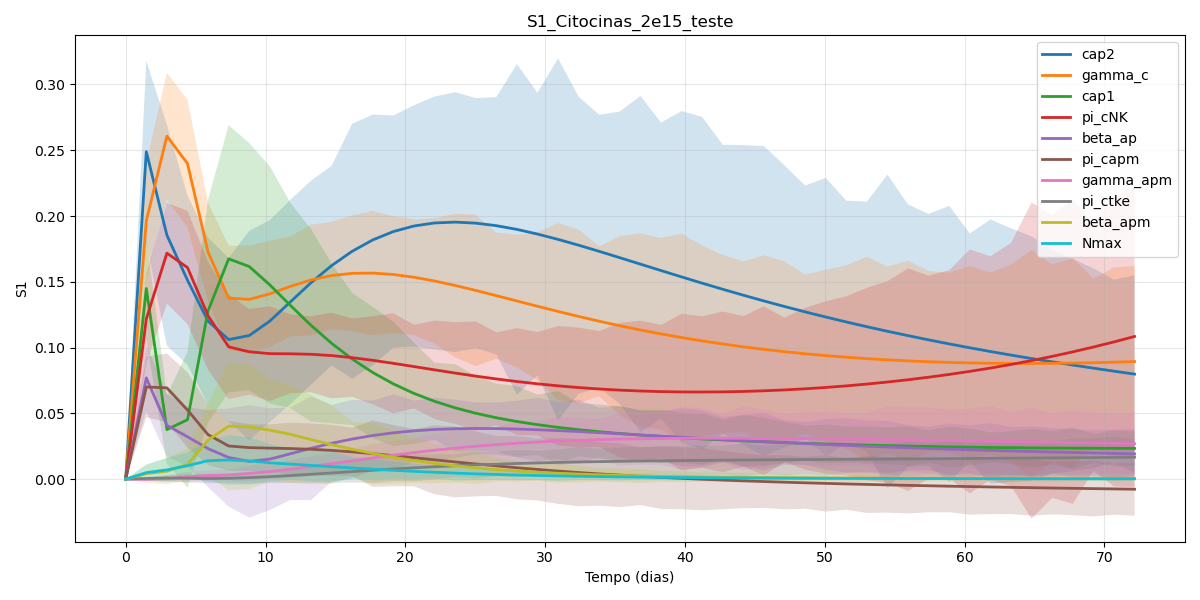 S1_Citocinas_2e15_teste
S1
0.30
0.25
0.20
0.15
0.10
0.05
0.00
0 10 20 30 40 50 60 70
Tempo (dias)
cap2
gamma_c
cap1
pi_cNK
beta_ap
pi_capm
gamma_apm
pi_ctke
beta_apm
Nmax